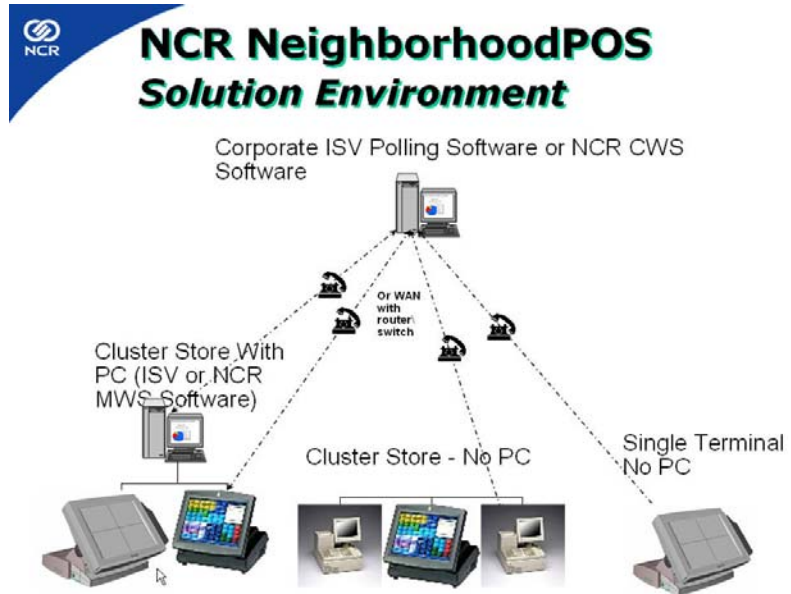 NCR
NCR NeighborhoodPOS
Solution Environment
Corporate ISV Polling Software or NCR CWS
Software
Or WAN
with
router\
switch
Cluster Store With
PC (ISV or NCR
MWS Software)
Cluster Store - No PC
Single Terminal
No PC